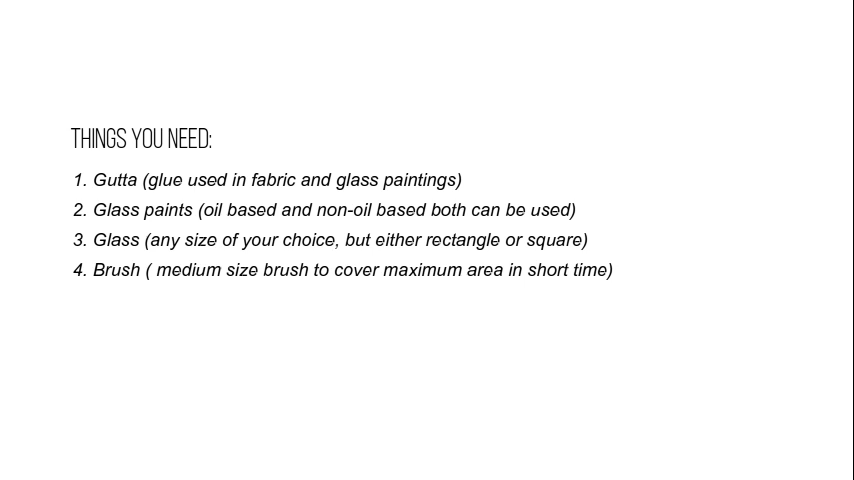 THINGS YOU NEED:
1. Gutta (glue used in fabric and glass paintings)
2. Glass paints (oil based and non-oil based both can be used)
3. Glass (any size of your choice, but either rectangle or square)
4. Brush ( medium size brush to cover maximum area in short time)